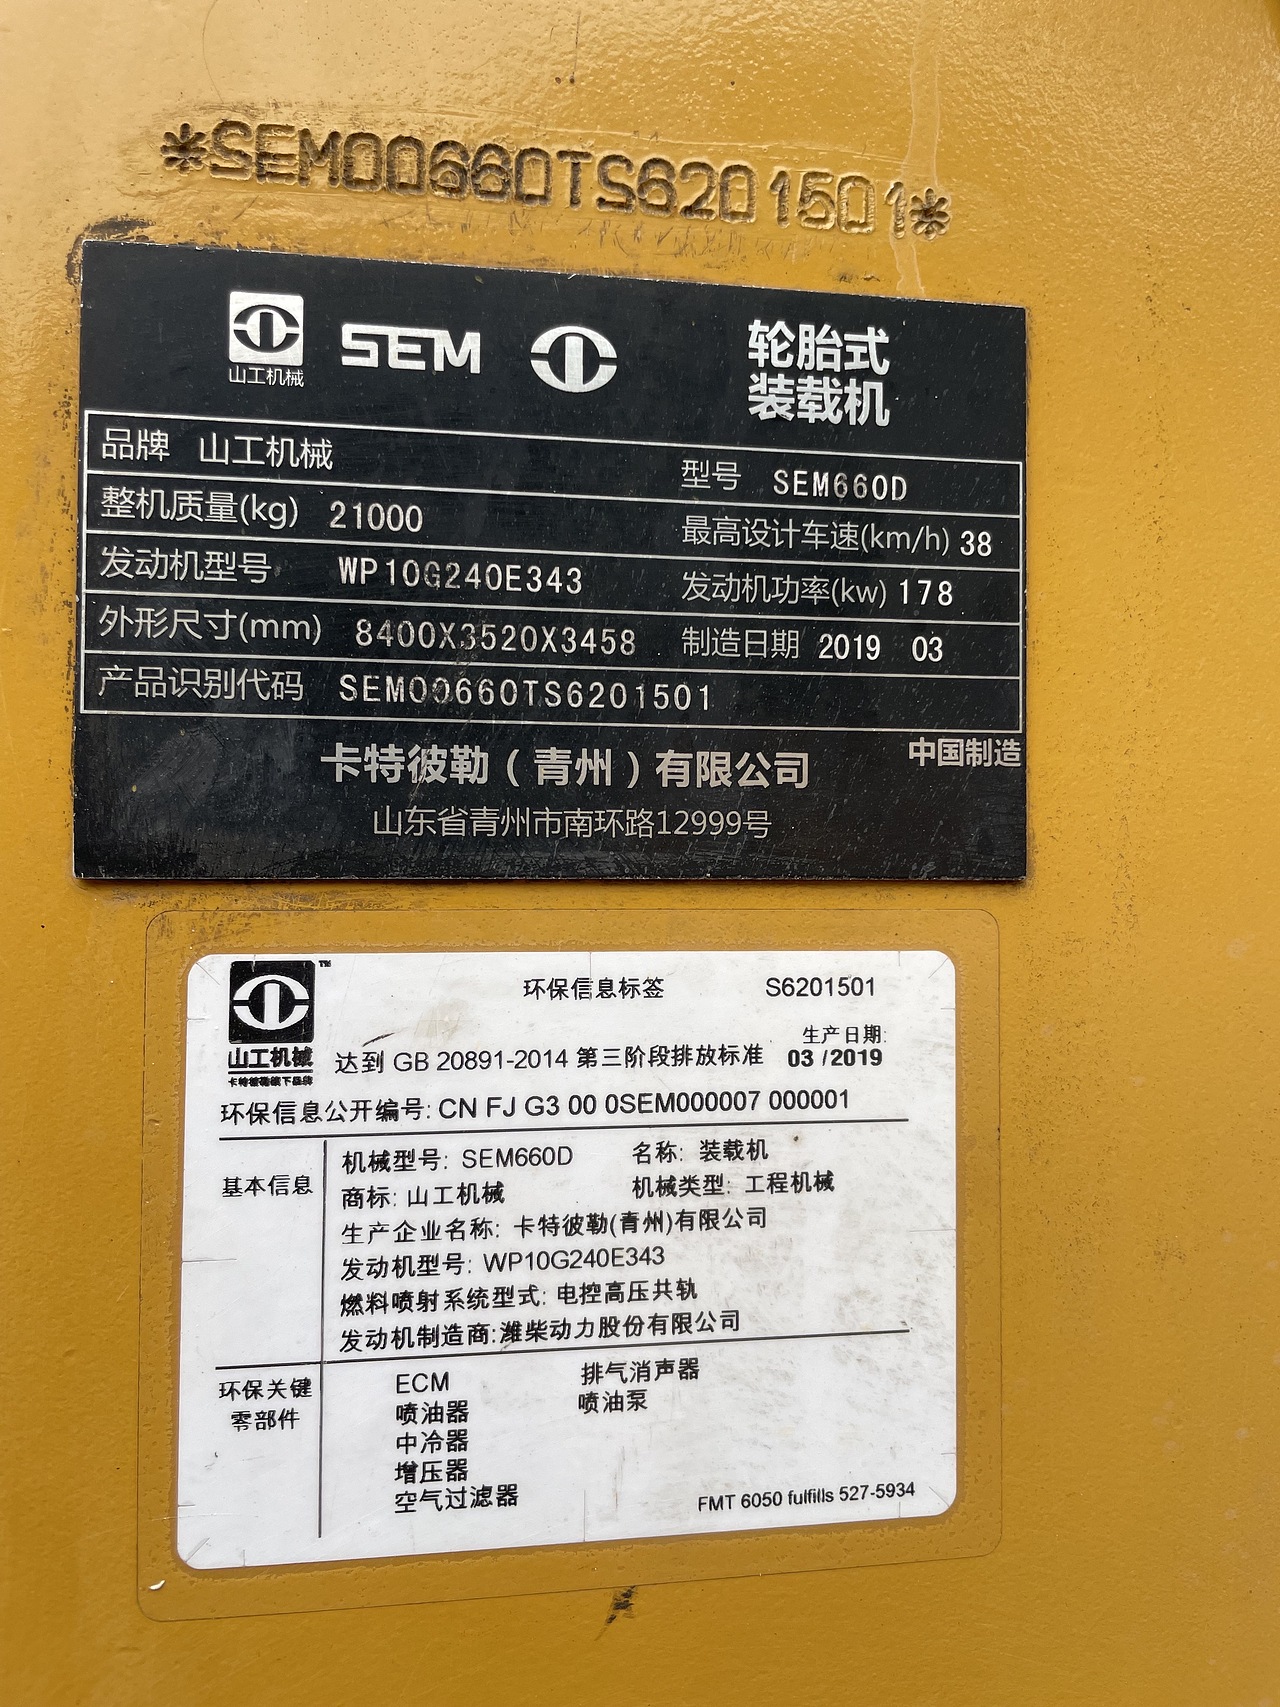 *SEM00660TS6201501*
山工机械
SEM
轮胎式
装载机
品牌 山工机械
型号 SEM660D
整机质量(kg) 21000
最高设计车速(km/h) 38
发动机型号 WP10G240E343
发动机功率(kw) 178
外形尺寸(mm) 8400X3520X3458
制造日期 2019 03
产品识别代码 SEM00660TS6201501
卡特彼勒（青州）有限公司
中国制造
山东省青州市南环路12999号
TM
山工机械
卡特彼勒旗下品牌
环保信息标签 S6201501
生产日期:
达到 GB 20891-2014 第三阶段排放标准 03 /2019
环保信息公开编号: CN FJ G3 00 0SEM000007 000001
基本信息
机械型号: SEM660D 名称: 装载机
商标: 山工机械 机械类型: 工程机械
生产企业名称: 卡特彼勒(青州)有限公司
发动机型号: WP10G240E343
燃料喷射系统型式: 电控高压共轨
发动机制造商:潍柴动力股份有限公司
环保关键
零部件
ECM 排气消声器
喷油器 喷油泵
中冷器
增压器
空气过滤器
FMT 6050 fulfills 527-5934